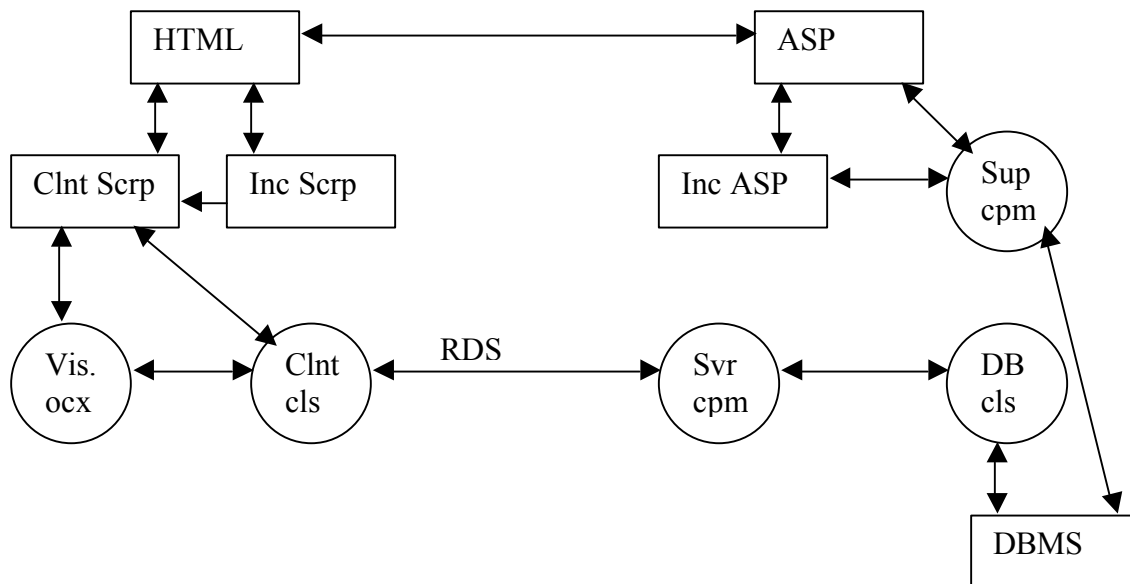 HTML
ASP
Clnt Scrp
Inc Scrp
Inc ASP
Sup
cpm
Vis.
ocx
Clnt
cls
RDS
Svr
cpm
DB
cls
DBMS